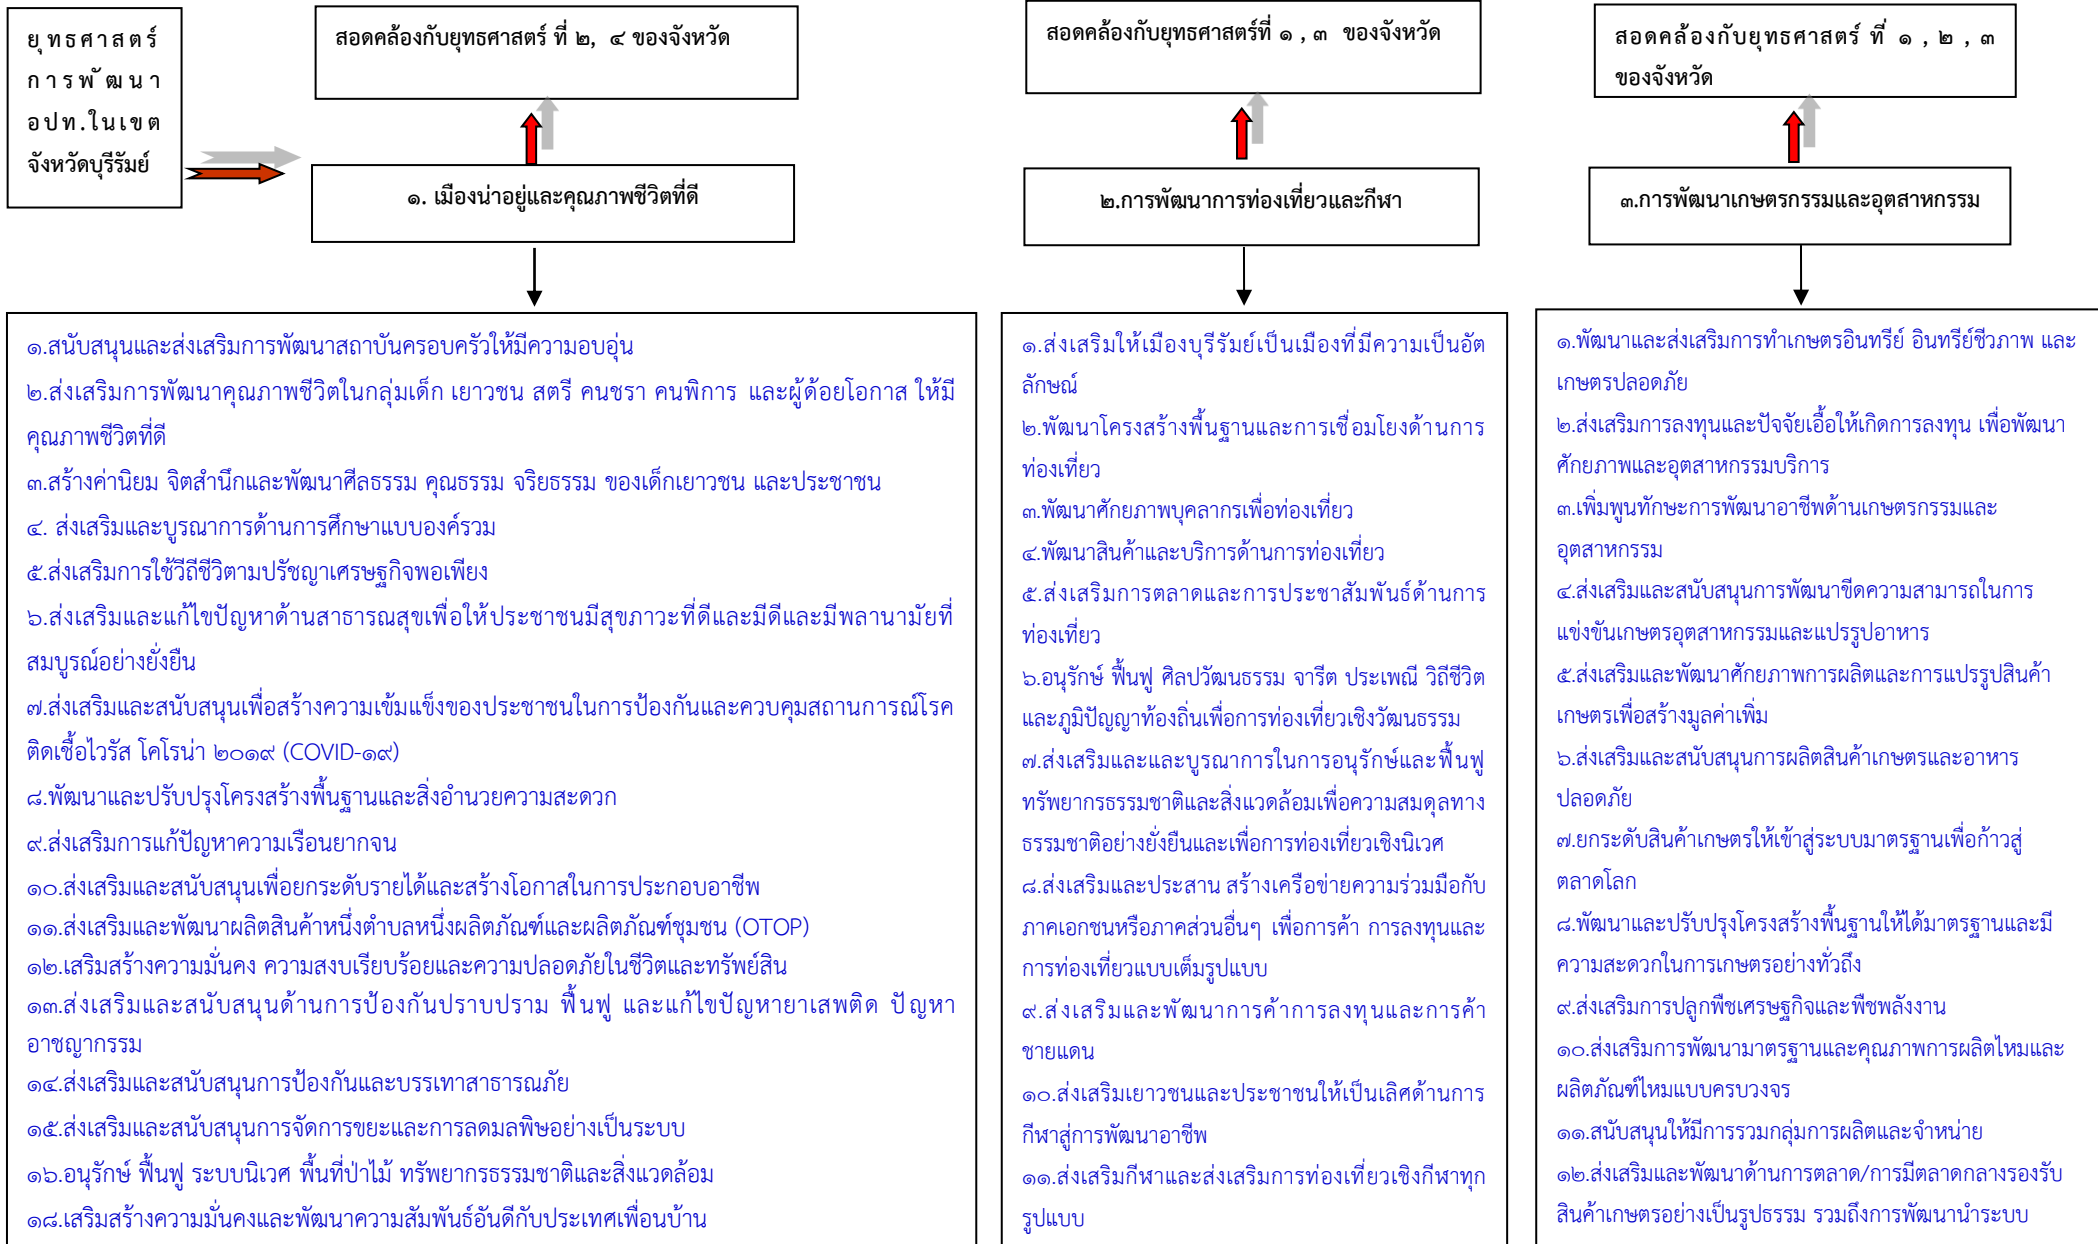 ยุทธศาสตร์
การพัฒนา
อปท.ในเขต
จังหวัดบุรีรัมย์
สอดคล้องกับยุทธศาสตร์ ที่ ๒, ๔ ของจังหวัด
๑. เมืองน่าอยู่และคุณภาพชีวิตที่ดี
๑.สนับสนุนและส่งเสริมการพัฒนาสถาบันครอบครัวให้มีความอบอุ่น
๒.ส่งเสริมการพัฒนาคุณภาพชีวิตในกลุ่มเด็ก เยาวชน สตรี คนชรา คนพิการ และผู้ด้อยโอกาส ให้มี
คุณภาพชีวิตที่ดี
๓.สร้างค่านิยม จิตสำนึกและพัฒนาศีลธรรม คุณธรรม จริยธรรม ของเด็กเยาวชน และประชาชน
๔. ส่งเสริมและบูรณาการด้านการศึกษาแบบองค์รวม
๕.ส่งเสริมการใช้วีถีชีวิตามปรัชญาเศรษฐกิจพอเพียง
๖.ส่งเสริมและแก้ไขปัญหาด้านสาธารณสุขเพื่อให้ประชาชนมีสุขภาวะที่ดีและมีดีและมีพลานามัยที่
สมบูรณ์อย่างยั่งยืน
๗.ส่งเสริมและสนับสนุนเพื่อสร้างความเข้มแข็งของประชาชนในการป้องกันและควบคุมสถานการณ์โรค
ติดเชื้อไวรัส โคโรน่า ๒๐๑๙ (COVID-๑๙)
๘.พัฒนาและปรับปรุงโครงสร้างพื้นฐานและสิ่งอำนวยความสะดวก
๙.ส่งเสริมการแก้ปัญหาความเรือนยากจน
๑๐.ส่งเสริมและสนับสนุนเพื่อยกระดับรายได้และสร้างโอกาสในการประกอบอาชีพ
๑๑.ส่งเสริมและพัฒนาผลิตสินค้าหนึ่งตำบลหนึ่งผลิตภัณฑ์และผลิตภัณฑ์ชุมชน (OTOP)
๑๒.เสริมสร้างความมั่นคง ความสงบเรียบร้อยและความปลอดภัยในชีวิตและทรัพย์สิน
๑๓.ส่งเสริมและสนับสนุนด้านการป้องกันปราบปราม ฟื้นฟู และแก้ไขปัญหายาเสพติด ปัญหา
อาชญากรรม
๑๔.ส่งเสริมและสนับสนุนการป้องกันและบรรเทาสาธารณภัย
๑๕.ส่งเสริมและสนับสนุนการจัดการขยะและการลดมลพิษอย่างเป็นระบบ
๑๖.อนุรักษ์ ฟื้นฟู ระบบนิเวศ พื้นที่ป่าไม้ ทรัพยากรธรรมชาติและสิ่งแวดล้อม
๑๘.เสริมสร้างความมั่นคงและพัฒนาความสัมพันธ์อันดีกับประเทศเพื่อนบ้าน
สอดคล้องกับยุทธศาสตร์ที่ ๑ , ๓ ของจังหวัด
๒.การพัฒนาการท่องเที่ยวและกีฬา
๑.ส่งเสริมให้เมืองบุรีรัมย์เป็นเมืองที่มีความเป็นอัต
ลักษณ์
๒.พัฒนาโครงสร้างพื้นฐานและการเชื่อมโยงด้านการ
ท่องเที่ยว
๓.พัฒนาศักยภาพบุคลากรเพื่อท่องเที่ยว
๔.พัฒนาสินค้าและบริการด้านการท่องเที่ยว
๕.ส่งเสริมการตลาดและการประชาสัมพันธ์ด้านการ
ท่องเที่ยว
๖.อนุรักษ์ ฟื้นฟู ศิลปวัฒนธรรม จารีต ประเพณี วิถีชีวิต
และภูมิปัญญาท้องถิ่นเพื่อการท่องเที่ยวเชิงวัฒนธรรม
๗.ส่งเสริมและและบูรณาการในการอนุรักษ์และฟื้นฟู
ทรัพยากรธรรมชาติและสิ่งแวดล้อมเพื่อความสมดุลทาง
ธรรมชาติอย่างยั่งยืนและเพื่อการท่องเที่ยวเชิงนิเวศ
๘.ส่งเสริมและประสาน สร้างเครือข่ายความร่วมมือกับ
ภาคเอกชนหรือภาคส่วนอื่นๆ เพื่อการค้า การลงทุนและ
การท่องเที่ยวแบบเต็มรูปแบบ
๙.ส่งเสริมและพัฒนาการค้าการลงทุนและการค้า
ชายแดน
๑๐.ส่งเสริมเยาวชนและประชาชนให้เป็นเลิศด้านการ
กีฬาสู่การพัฒนาอาชีพ
๑๑.ส่งเสริมกีฬาและส่งเสริมการท่องเที่ยวเชิงกีฬาทุก
รูปแบบ
สอดคล้องกับยุทธศาสตร์ ที่ ๑ , ๒ , ๓
ของจังหวัด
๓.การพัฒนาเกษตรกรรมและอุตสาหกรรม
๑.พัฒนาและส่งเสริมการทำเกษตรอินทรีย์ อินทรีย์ชีวภาพ และ
เกษตรปลอดภัย
๒.ส่งเสริมการลงทุนและปัจจัยเอื้อให้เกิดการลงทุน เพื่อพัฒนา
ศักยภาพและอุตสาหกรรมบริการ
๓.เพิ่มพูนทักษะการพัฒนาอาชีพด้านเกษตรกรรมและ
อุตสาหกรรม
๔.ส่งเสริมและสนับสนุนการพัฒนาขีดความสามารถในการ
แข่งขันเกษตรอุตสาหกรรมและแปรรูปอาหาร
๕.ส่งเสริมและพัฒนาศักยภาพการผลิตและการแปรรูปสินค้า
เกษตรเพื่อสร้างมูลค่าเพิ่ม
๖.ส่งเสริมและสนับสนุนการผลิตสินค้าเกษตรและอาหาร
ปลอดภัย
๗.ยกระดับสินค้าเกษตรให้เข้าสู่ระบบมาตรฐานเพื่อก้าวสู่
ตลาดโลก
๘.พัฒนาและปรับปรุงโครงสร้างพื้นฐานให้ได้มาตรฐานและมี
ความสะดวกในการเกษตรอย่างทั่วถึง
๙.ส่งเสริมการปลูกพืชเศรษฐกิจและพืชพลังงาน
๑๐.ส่งเสริมการพัฒนามาตรฐานและคุณภาพการผลิตไหมและ
ผลิตภัณฑ์ไหมแบบครบวงจร
๑๑.สนับสนุนให้มีการรวมกลุ่มการผลิตและจำหน่าย
๑๒.ส่งเสริมและพัฒนาด้านการตลาด/การมีตลาดกลางรองรับ
สินค้าเกษตรอย่างเป็นรูปธรรม รวมถึงการพัฒนานำระบบ